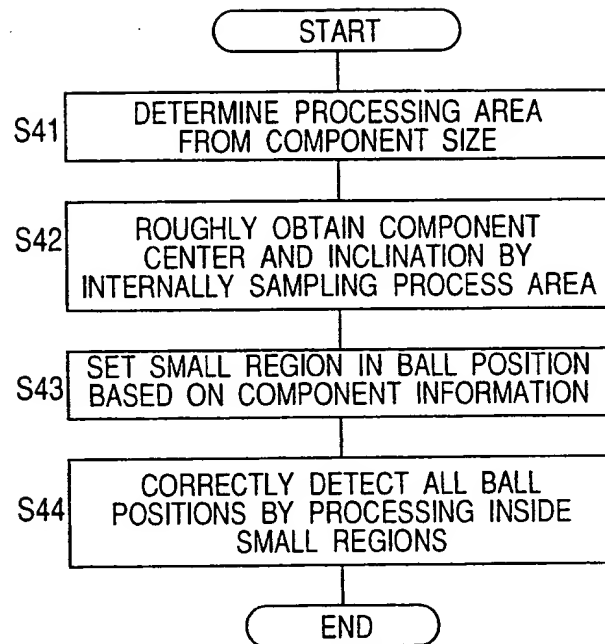 START
S41
DETERMINE PROCESSING AREA
FROM COMPONENT SIZE
S42
ROUGHLY OBTAIN COMPONENT
CENTER AND INCLINATION BY
INTERNALLY SAMPLING PROCESS AREA
S43
SET SMALL REGION IN BALL POSITION
BASED ON COMPONENT INFORMATION
S44
CORRECTLY DETECT ALL BALL
POSITIONS BY PROCESSING INSIDE
SMALL REGIONS
END